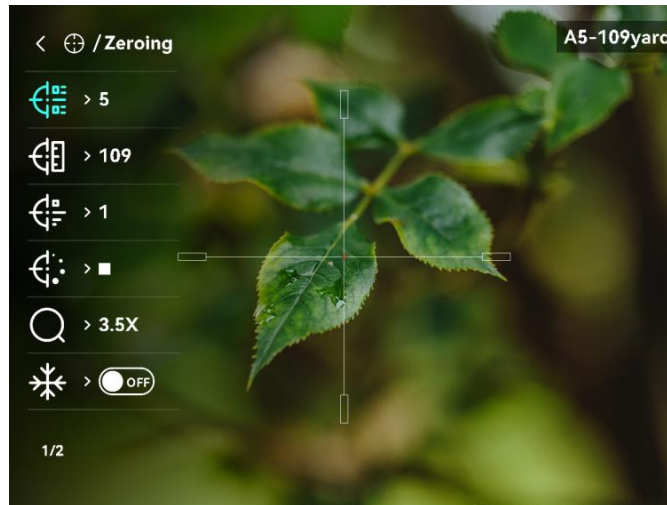 < /Zeroing
A5-109yard
> 5
> 109
> 1
>
> 3.5X
> OFF
1/2